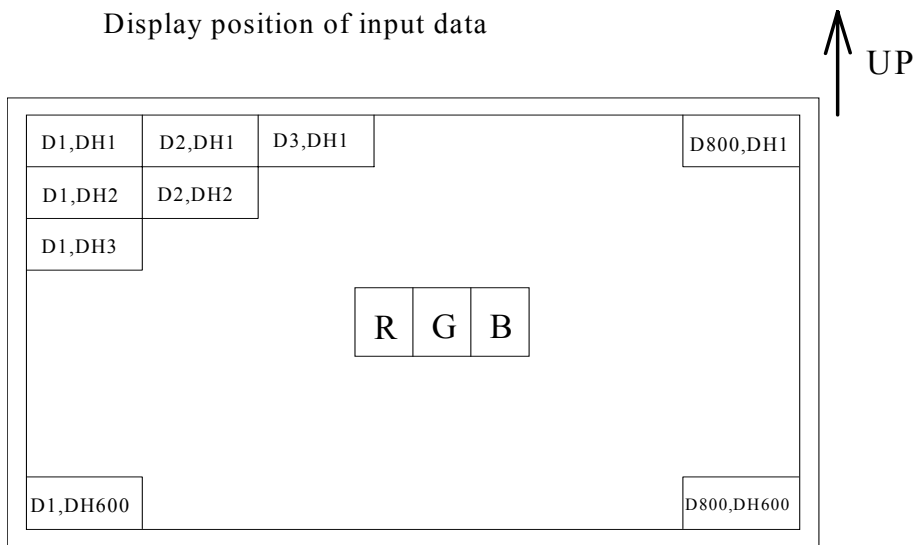 Display position of input data
UP
D1,DH1 D2,DH1 D3,DH1 D800,DH1
D1,DH2 D2,DH2
D1,DH3
R G B
D1,DH600 D800,DH600